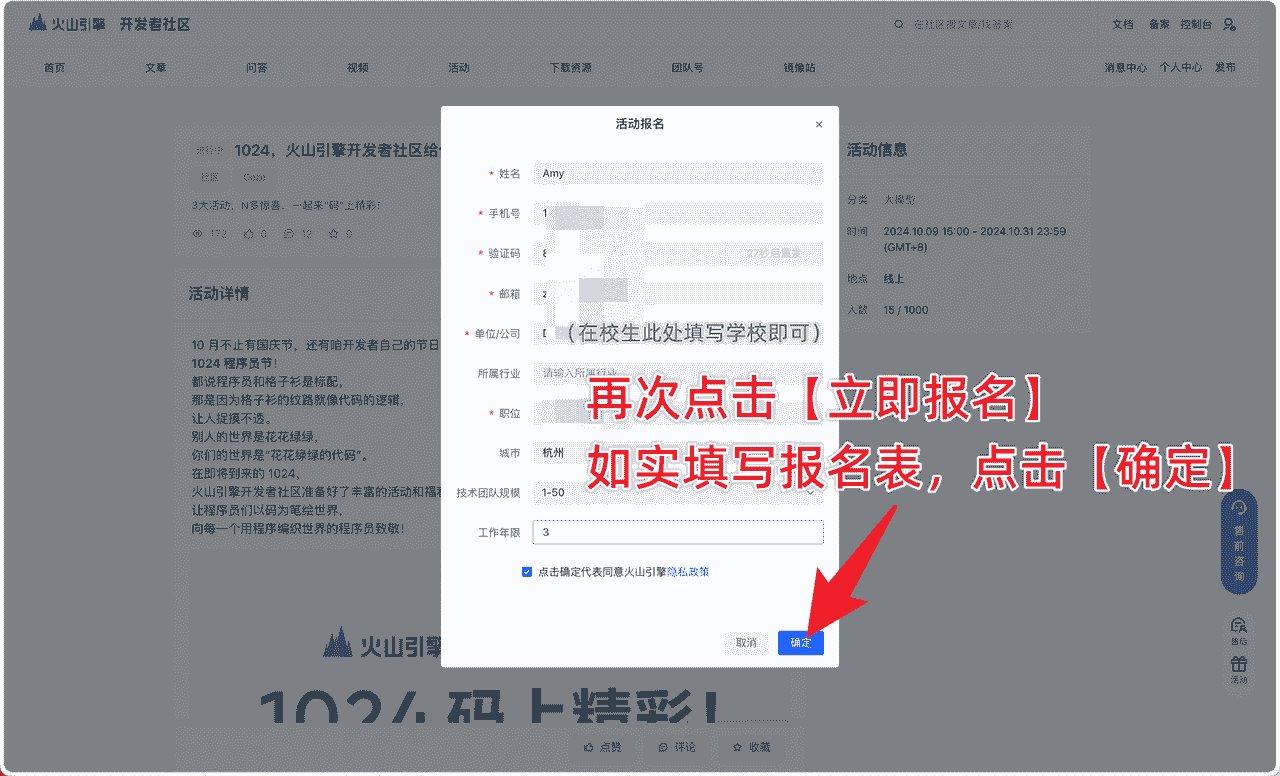 火山引擎 开发者社区
在社区搜文章/找答案
文档 备案 控制台
首页 文章 问答 视频 活动 下载资源 团队号 镜像站
消息中心 个人中心 发布
活动报名
×
进行中 1024，火山引擎开发者社区给
社区 Coze
3大活动，N多惊喜，一起来“码”上精彩！
172 0 12 0
活动详情
10 月不止有国庆节，还有咱开发者自己的节日
1024 程序员节！
都说程序员和格子衫是标配，
那是因为格子衫的纹路就像代码的逻辑，
让人捉摸不透。
别人的世界是花花绿绿，
你们的世界是“花花绿绿的代码”。
在即将到来的 1024，
火山引擎开发者社区准备好了丰富的活动和福利
让程序员们以码为笔绘世界，
向每一个用程序编织世界的程序员致敬！
火山引擎
1024 码上精彩！
* 姓名 Amy
* 手机号 1
* 验证码 8 27秒后重发
* 邮箱 z
* 单位/公司 D （在校生此处填写学校即可）
所属行业 请输入所属行业
* 职位
城市 杭州
技术团队规模 1-50
工作年限 3
点击确定代表同意火山引擎隐私政策
取消 确定
再次点击【立即报名】
如实填写报名表，点击【确定】
活动信息
分类 大模型
时间 2024.10.09 15:00 - 2024.10.31 23:59
(GMT+8)
地点 线上
人数 15 / 1000
售前咨询
售后
活动
点赞 评论 收藏